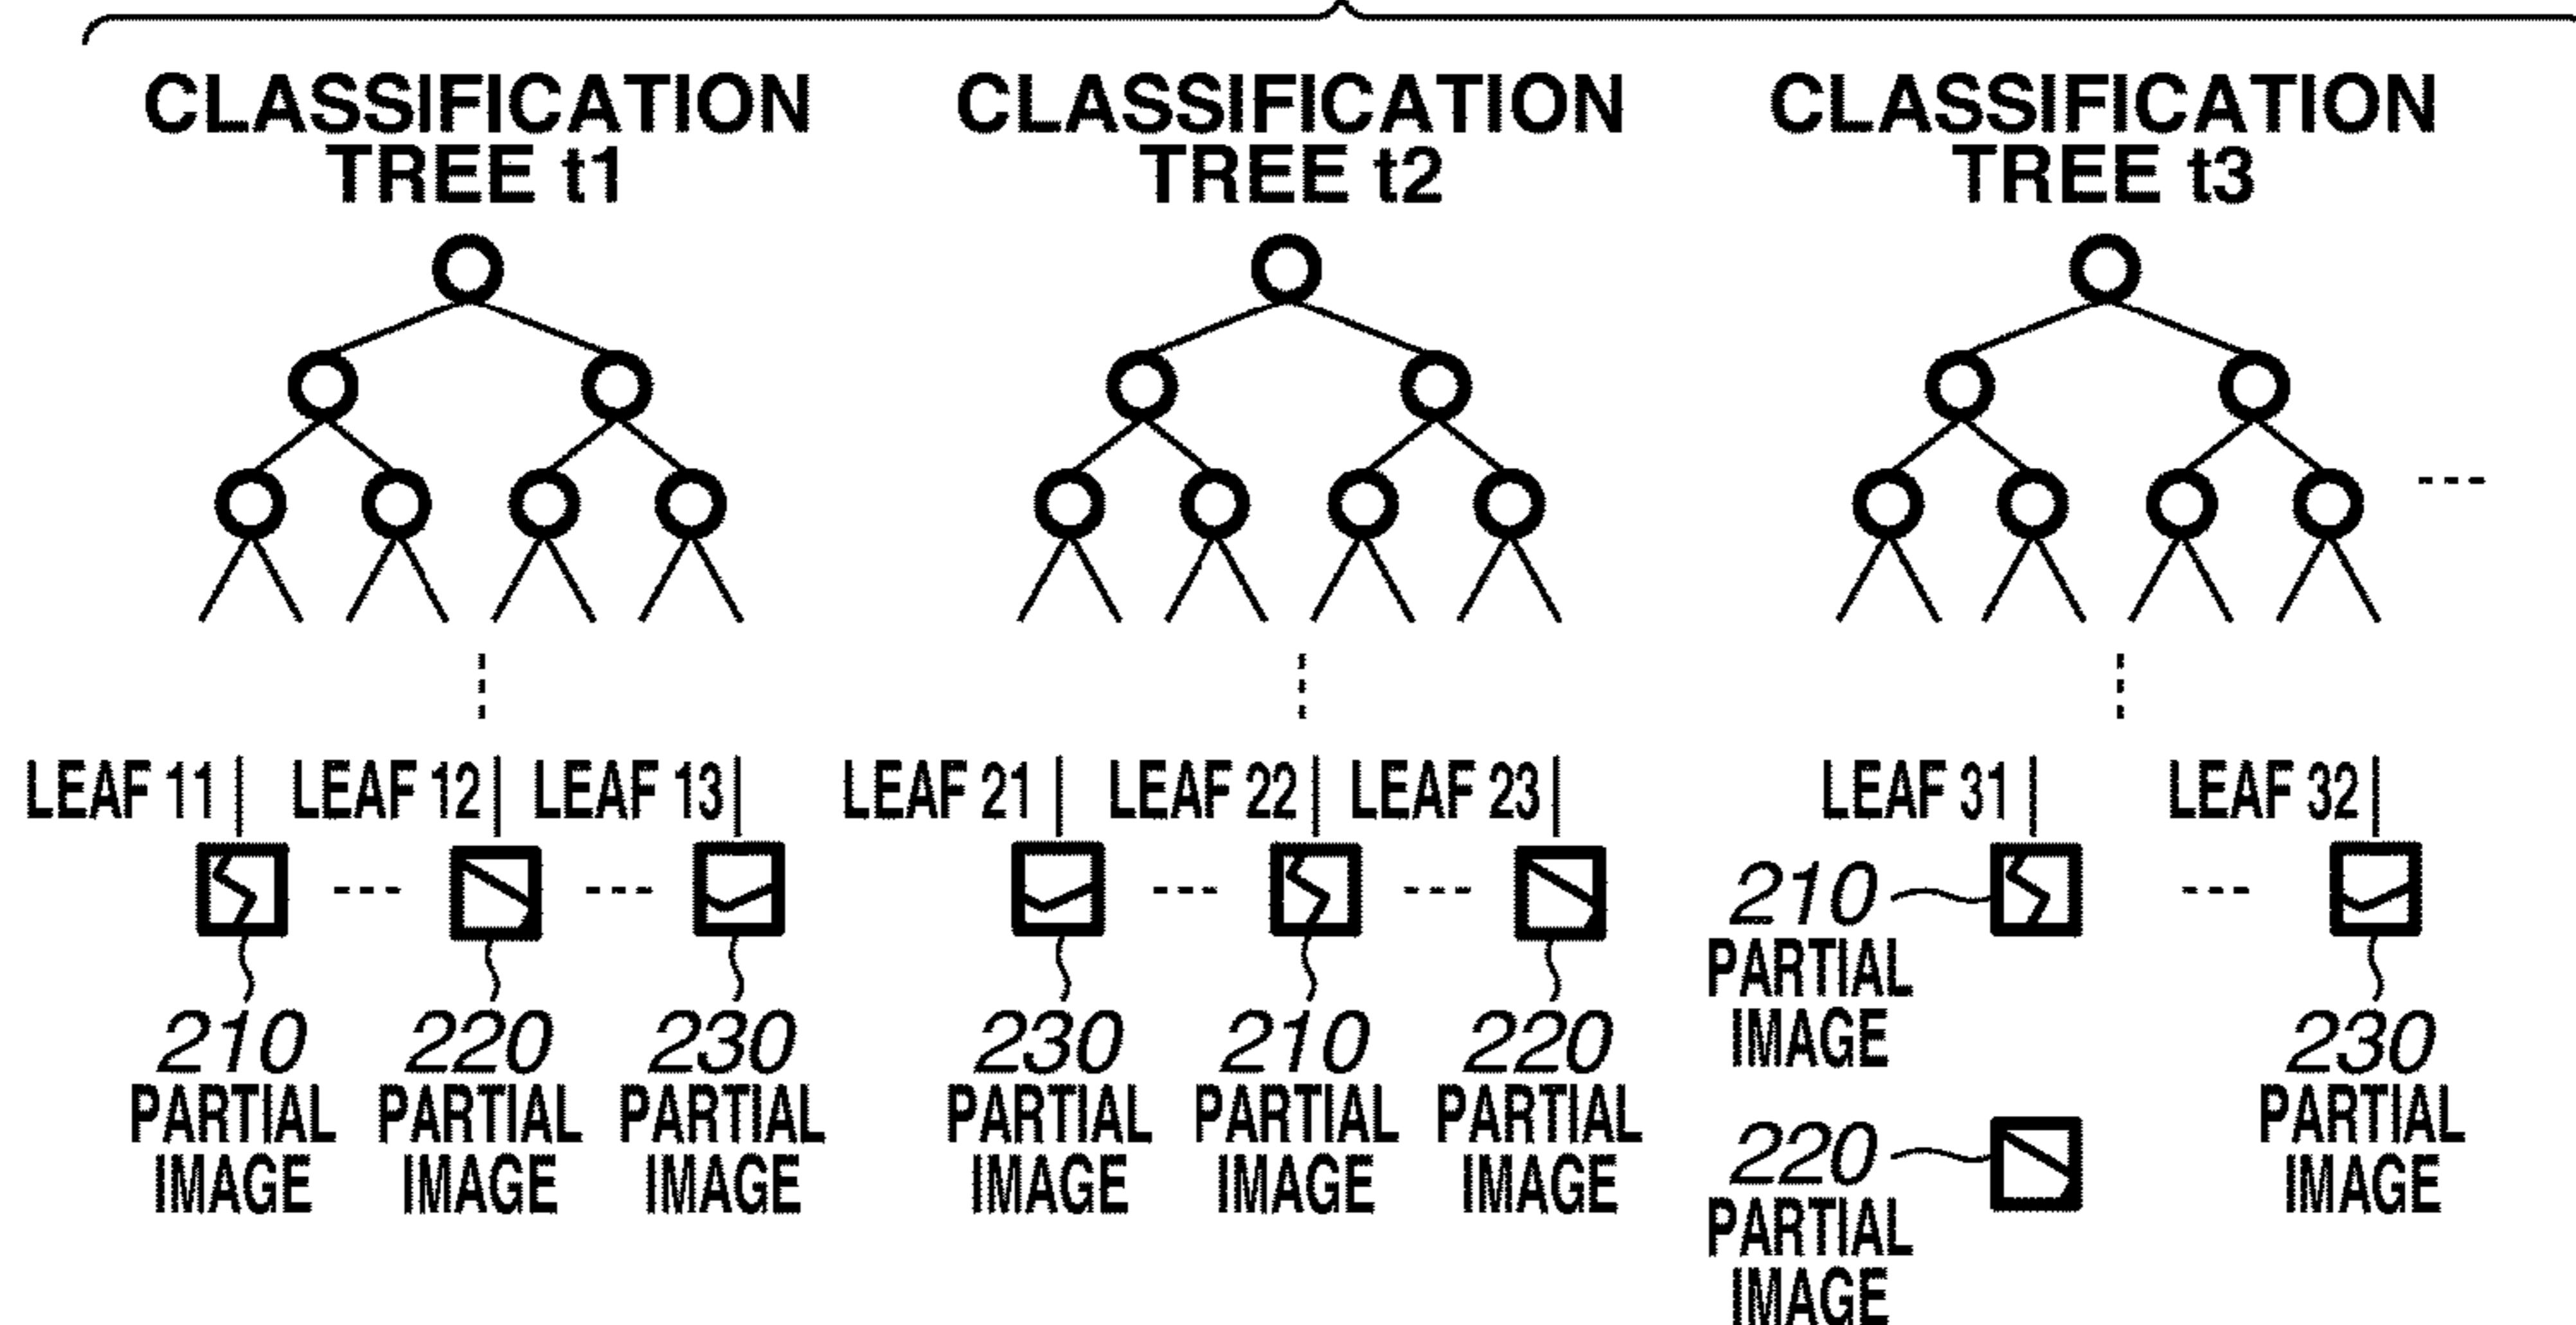 CLASSIFICATION
TREE t1
CLASSIFICATION
TREE t2
CLASSIFICATION
TREE t3
LEAF 11
LEAF 12
LEAF 13
LEAF 21
LEAF 22
LEAF 23
LEAF 31
LEAF 32
210
PARTIAL
IMAGE
220
PARTIAL
IMAGE
230
PARTIAL
IMAGE
230
PARTIAL
IMAGE
210
PARTIAL
IMAGE
220
PARTIAL
IMAGE
210
PARTIAL
IMAGE
220
PARTIAL
IMAGE
230
PARTIAL
IMAGE